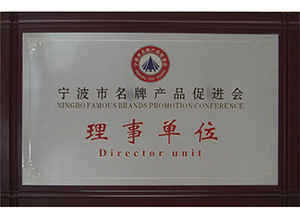 宁波市名牌产品促进会
NINGBO FAMOUS BRANDS PROMOTION CONFERENCE
理事单位
Director unit